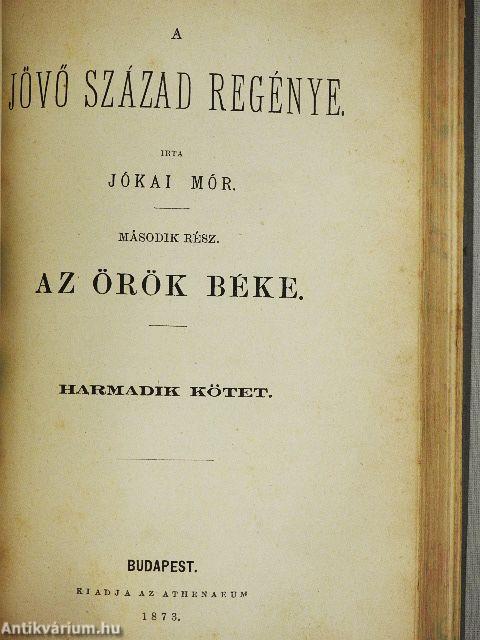 A
JÖVŐ SZÁZAD REGÉNYE.
IRTA
JÓKAI MÓR.
MÁSODIK RÉSZ.
AZ ÖRÖK BÉKE.
HARMADIK KÖTET.
BUDAPEST.
KIADJA AZ ATHENAEUM
1873.
Antikvárium.hu